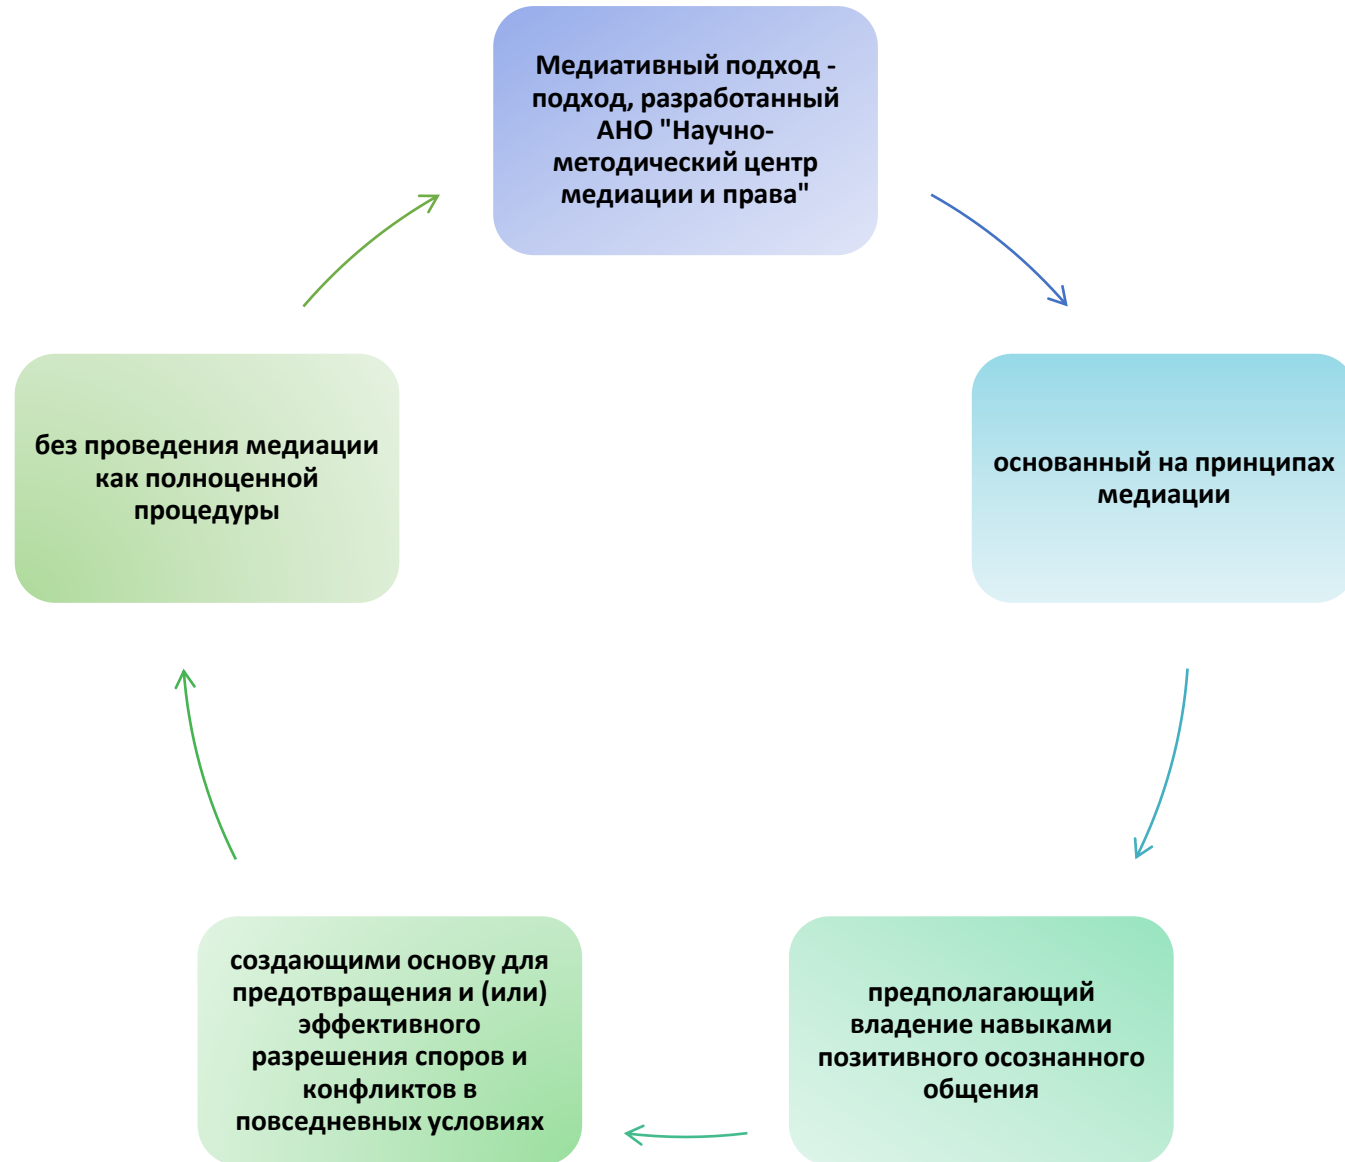 Медиативный подход -
подход, разработанный
АНО "Научно-
методический центр
медиации и права"
основанный на принципах
медиации
предполагающий
владение навыками
позитивного осознанного
общения
создающими основу для
предотвращения и (или)
эффективного
разрешения споров и
конфликтов в
повседневных условиях
без проведения медиации
как полноценной
процедуры